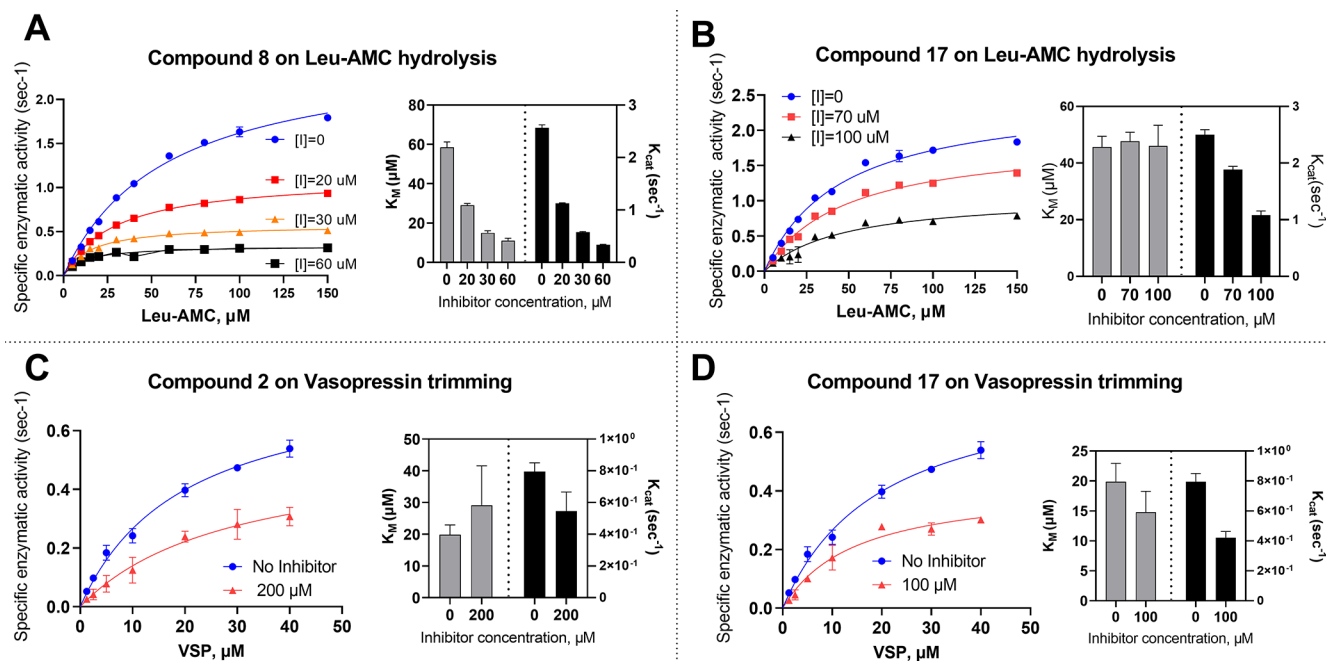 A
Compound 8 on Leu-AMC hydrolysis
Specific enzymatic activity (sec-1)
2.0
1.5
1.0
0.5
0.0
0 25 50 75 100 125 150
Leu-AMC, µM
[I]=0
[I]=20 uM
[I]=30 uM
[I]=60 uM
K_M (µM)
80
60
40
20
0
3
2
1
0
K_cat (sec⁻¹)
0 20 30 60 0 20 30 60
Inhibitor concentration, µM
B
Compound 17 on Leu-AMC hydrolysis
Specific enzymatic activity (sec-1)
2.5
2.0
1.5
1.0
0.5
0.0
0 25 50 75 100 125 150
Leu-AMC, µM
[I]=0
[I]=70 uM
[I]=100 uM
K_M (µM)
60
40
20
0
3
2
1
0
K_cat(sec⁻¹)
0 70 100 0 70 100
Inhibitor concentration, µM
C
Compound 2 on Vasopressin trimming
Specific enzymatic activity (sec-1)
0.6
0.4
0.2
0.0
0 10 20 30 40 50
VSP, µM
No Inhibitor
200 µM
K_M (µM)
50
40
30
20
10
0
1×10⁰
8×10⁻¹
6×10⁻¹
4×10⁻¹
2×10⁻¹
0
K_cat (sec⁻¹)
0 200 0 200
Inhibitor concentration, µM
D
Compound 17 on Vasopressin trimming
Specific enzymatic activity (sec-1)
0.6
0.4
0.2
0.0
0 10 20 30 40 50
VSP, µM
No Inhibitor
100 µM
K_M (µM)
25
20
15
10
5
0
1×10⁰
8×10⁻¹
6×10⁻¹
4×10⁻¹
2×10⁻¹
0
K_cat (sec⁻¹)
0 100 0 100
Inhibitor concentration, µM